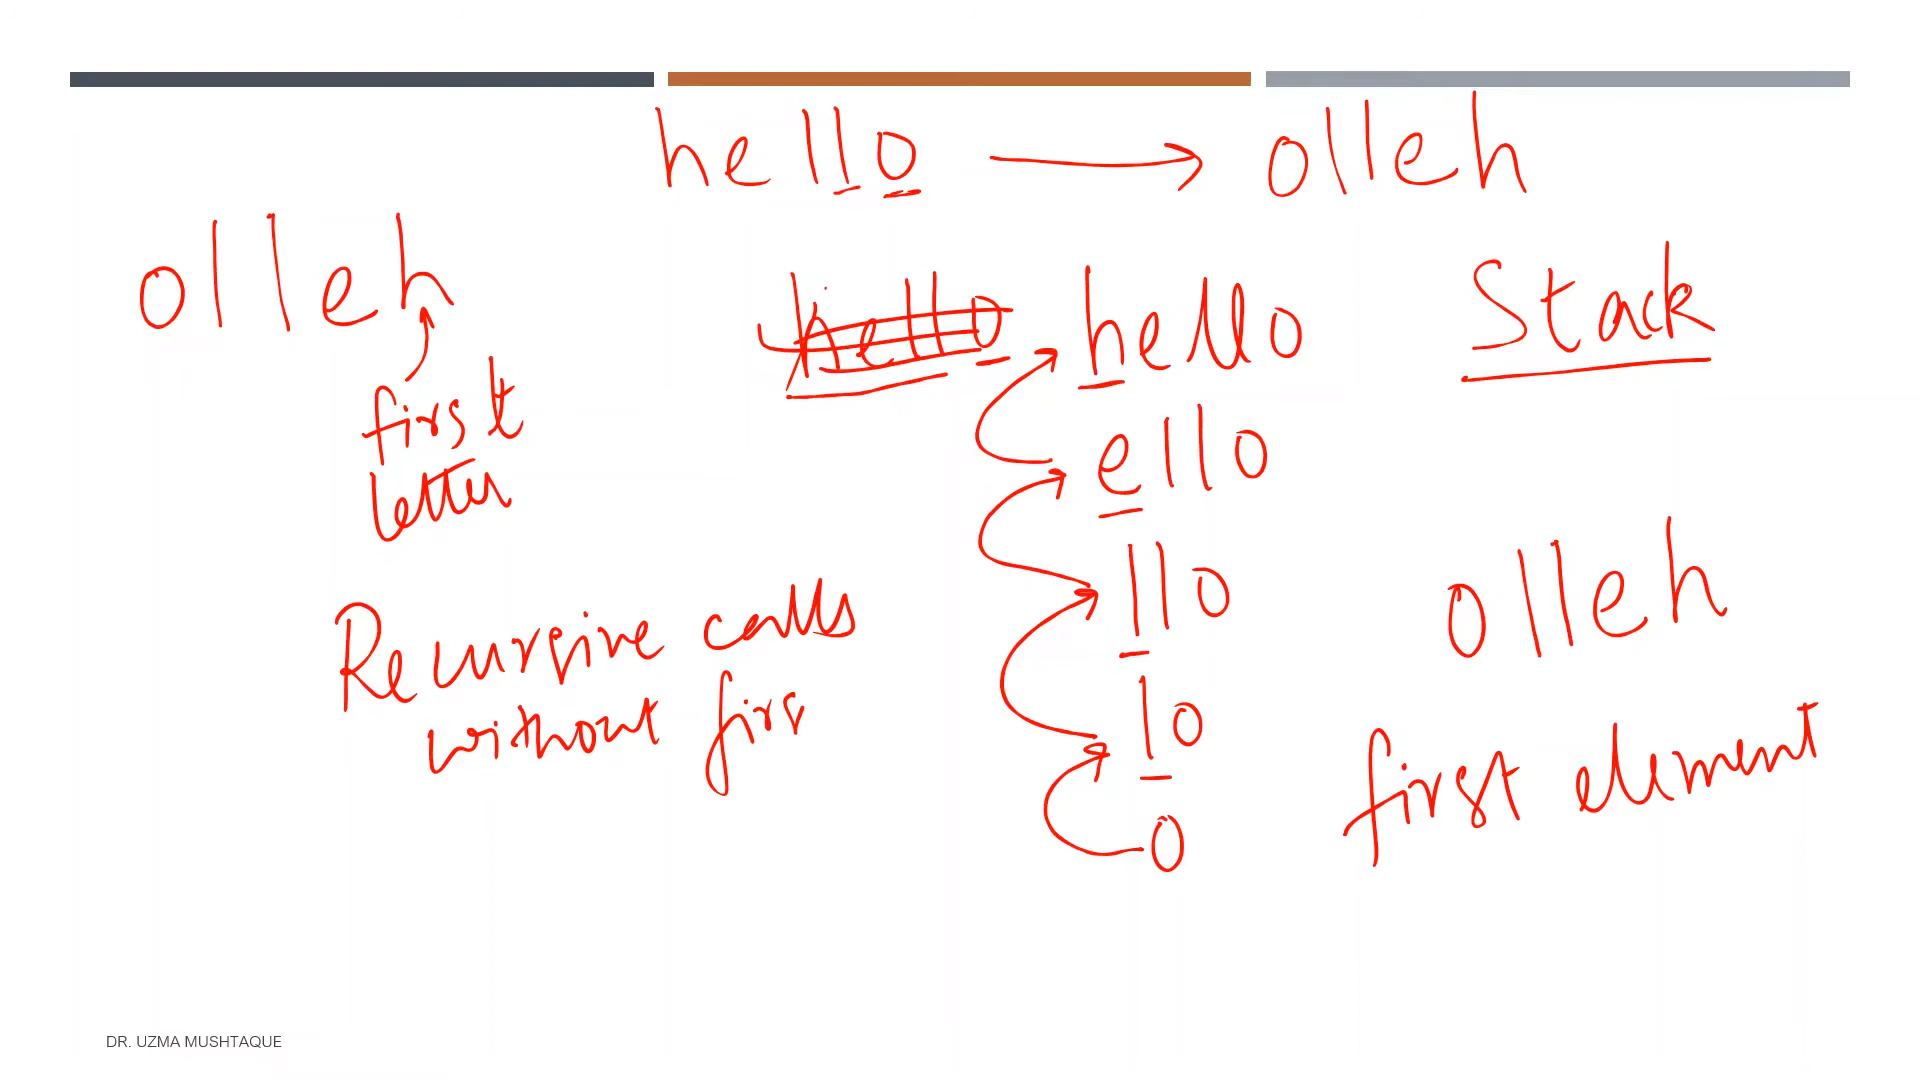 hello → olleh
olleh
hello
hello
Stack
first
letter
ello
llo
olleh
Recursive calls
without firs
lo
first element
o
DR. UZMA MUSHTAQUE